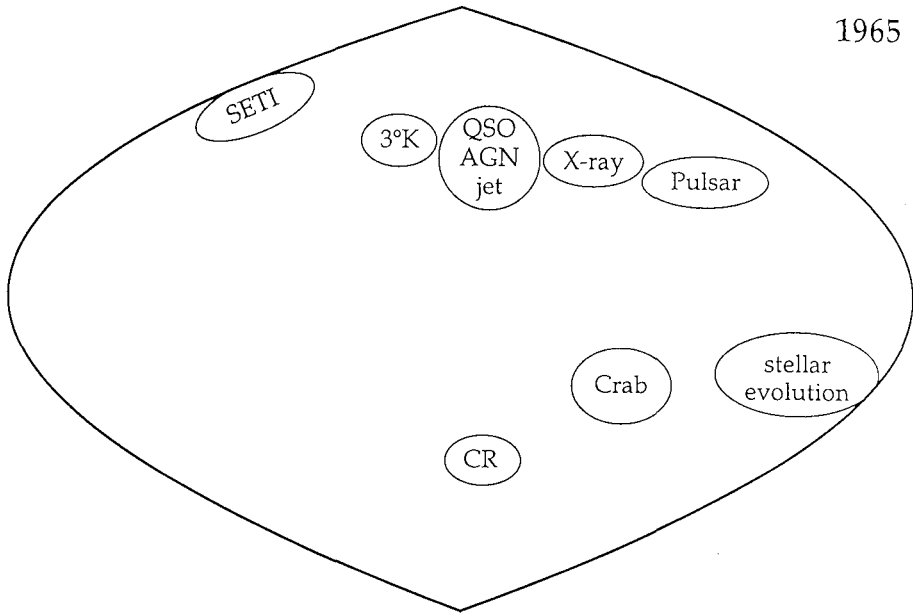 1965
SETI
3°K
QSO
AGN
jet
X-ray
Pulsar
Crab
stellar
evolution
CR